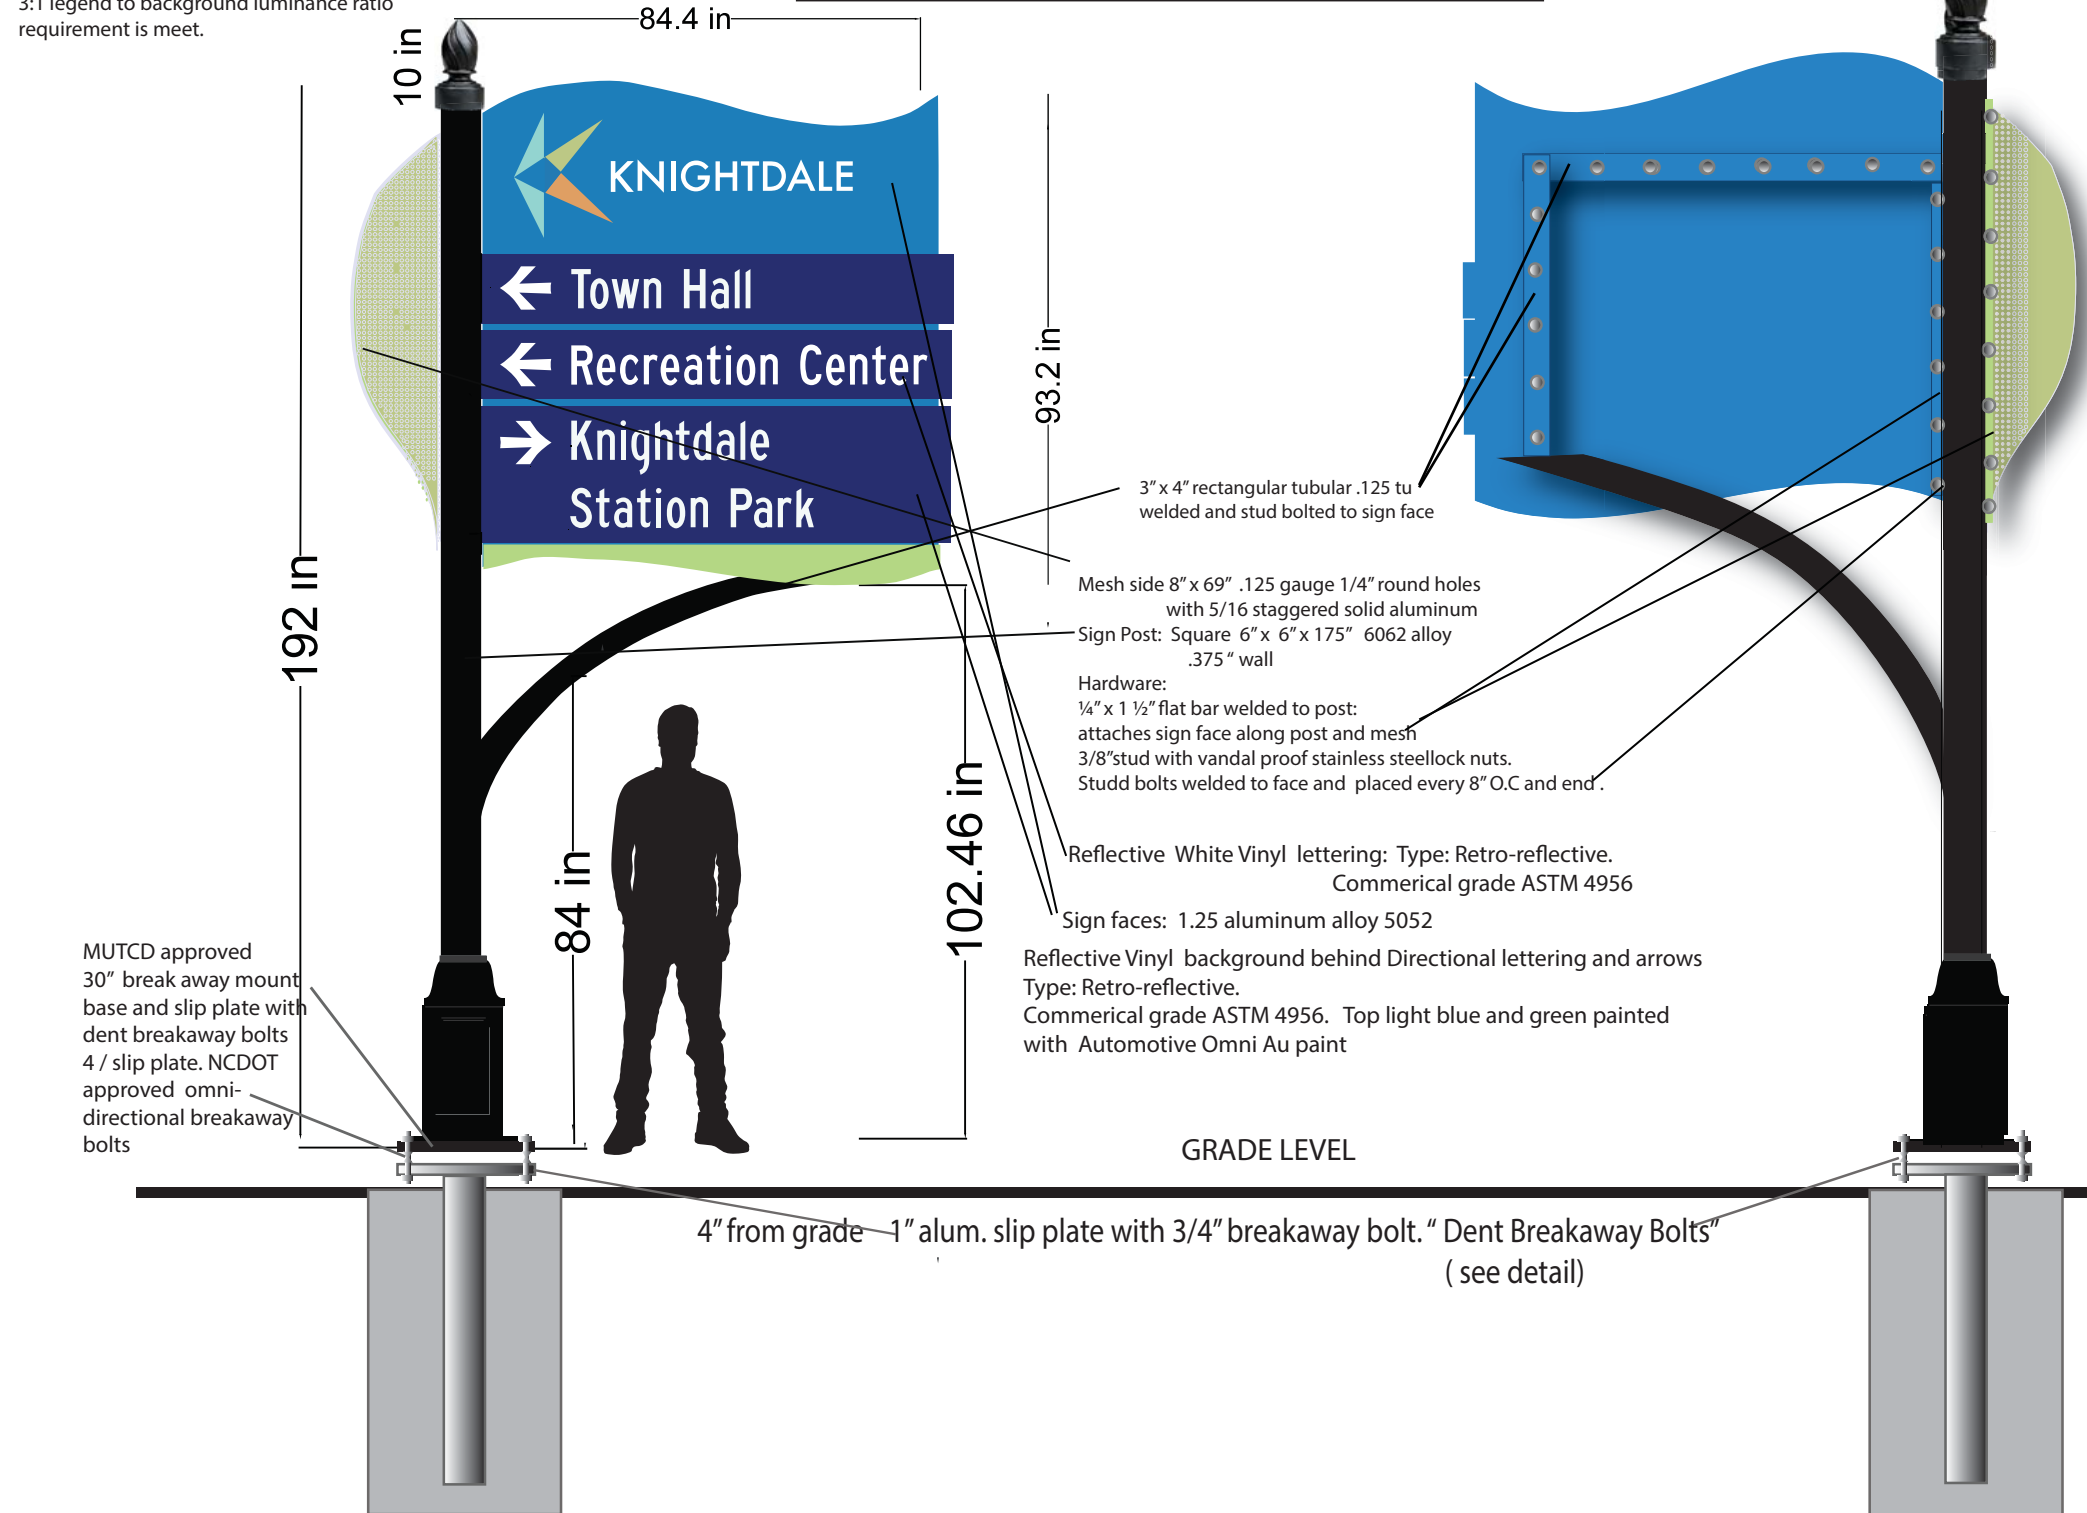 3:1 legend to background luminance ratio
requirement is meet.
84.4 in
10 in
KNIGHTDALE
Town Hall
Recreation Center
Knightdale
Station Park
192 in
93.2 in
84 in
102.46 in
3” x 4” rectangular tubular .125 tu
welded and stud bolted to sign face
Mesh side 8” x 69” .125 gauge 1/4” round holes
with 5/16 staggered solid aluminum
Sign Post: Square 6” x 6” x 175” 6062 alloy
.375 “ wall
Hardware:
¼” x 1 ½” flat bar welded to post:
attaches sign face along post and mesh
3/8”stud with vandal proof stainless steellock nuts.
Studd bolts welded to face and placed every 8” O.C and end .
Reflective White Vinyl lettering: Type: Retro-reflective.
Commerical grade ASTM 4956
Sign faces: 1.25 aluminum alloy 5052
Reflective Vinyl background behind Directional lettering and arrows
Type: Retro-reflective.
Commerical grade ASTM 4956. Top light blue and green painted
with Automotive Omni Au paint
MUTCD approved
30” break away mount
base and slip plate with
dent breakaway bolts
4 / slip plate. NCDOT
approved omni-
directional breakaway
bolts
GRADE LEVEL
4” from grade 1” alum. slip plate with 3/4” breakaway bolt. “ Dent Breakaway Bolts”
( see detail)